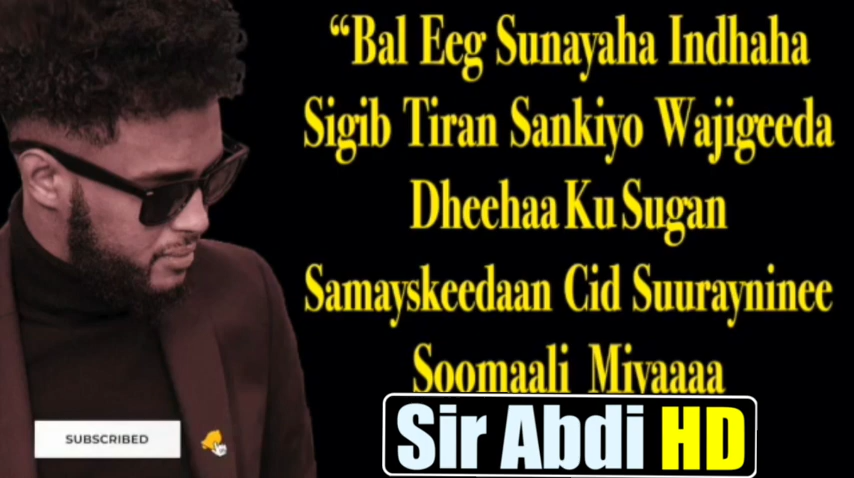 “Bal Eeg Sunayaha Indhaha
Sigib Tiran Sankiyo Wajigeeda
Dheehaa Ku Sugan
Samayskeedaan Cid Suurayninee
Soomaali Miyaaaa
Sir Abdi HD
SUBSCRIBED